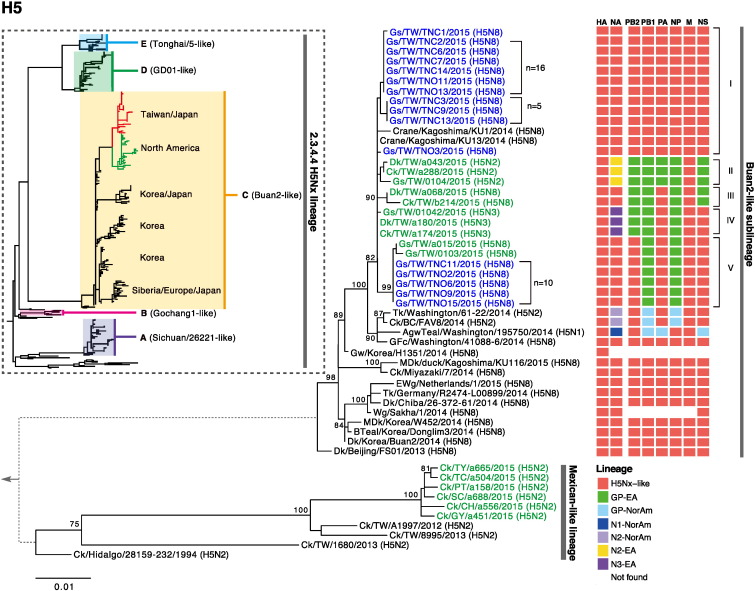 H5
E (Tonghai/5-like)
D (GD01-like)
Taiwan/Japan
North America
Korea/Japan
C (Buan2-like)
Korea
Korea
Siberia/Europe/Japan
B (Gochang1-like)
A (Sichuan/26221-like)
2.3.4.4 H5Nx lineage
HA NA PB2 PB1 PA NP M NS
Gs/TW/TNC1/2015 (H5N8)
Gs/TW/TNC2/2015 (H5N8)
Gs/TW/TNC6/2015 (H5N8)
Gs/TW/TNC7/2015 (H5N8)
Gs/TW/TNC14/2015 (H5N8)
Gs/TW/TNO11/2015 (H5N8)
Gs/TW/TNO13/2015 (H5N8)
n=16
Gs/TW/TNC3/2015 (H5N8)
Gs/TW/TNC9/2015 (H5N8)
Gs/TW/TNC13/2015 (H5N8)
n=5
Crane/Kagoshima/KU1/2014 (H5N8)
Crane/Kagoshima/KU13/2014 (H5N8)
Gs/TW/TNO3/2015 (H5N8)
Dk/TW/a043/2015 (H5N2)
Ck/TW/a288/2015 (H5N2)
Gs/TW/0104/2015 (H5N2)
Dk/TW/a068/2015 (H5N8)
90
Ck/TW/b214/2015 (H5N8)
Gs/TW/01042/2015 (H5N3)
Dk/TW/a180/2015 (H5N3)
Ck/TW/a174/2015 (H5N3)
Gs/TW/a015/2015 (H5N8)
Gs/TW/0103/2015 (H5N8)
82
Gs/TW/TNC11/2015 (H5N8)
Gs/TW/TNO2/2015 (H5N8)
Gs/TW/TNO6/2015 (H5N8)
Gs/TW/TNO9/2015 (H5N8)
Gs/TW/TNO15/2015 (H5N8)
n=10
99
100
87
Tk/Washington/61-22/2014 (H5N2)
Ck/BC/FAV8/2014 (H5N2)
AgwTeal/Washington/195750/2014 (H5N1)
90
GFc/Washington/41088-6/2014 (H5N8)
89
Gw/Korea/H1351/2014 (H5N8)
100
MDk/duck/Kagoshima/KU116/2015 (H5N8)
Ck/Miyazaki/7/2014 (H5N8)
98
EWg/Netherlands/1/2015 (H5N8)
Tk/Germany/R2474-L00899/2014 (H5N8)
100
Dk/Chiba/26-372-61/2014 (H5N8)
Wg/Sakha/1/2014 (H5N8)
84
MDk/Korea/W452/2014 (H5N8)
BTeal/Korea/Donglim3/2014 (H5N8)
Dk/Korea/Buan2/2014 (H5N8)
Dk/Beijing/FS01/2013 (H5N8)
I
II
III
IV
V
Buan2-like sublineage
81
Ck/TY/a665/2015 (H5N2)
Ck/TC/a504/2015 (H5N2)
Ck/PT/a158/2015 (H5N2)
100
Ck/SC/a688/2015 (H5N2)
Ck/CH/a556/2015 (H5N2)
Ck/GY/a451/2015 (H5N2)
100
Ck/TW/A1997/2012 (H5N2)
Ck/TW/8995/2013 (H5N2)
75
Ck/TW/1680/2013 (H5N2)
Ck/Hidalgo/28159-232/1994 (H5N2)
Mexican-like lineage
0.01
Lineage
H5Nx-like
GP-EA
GP-NorAm
N1-NorAm
N2-NorAm
N2-EA
N3-EA
Not found